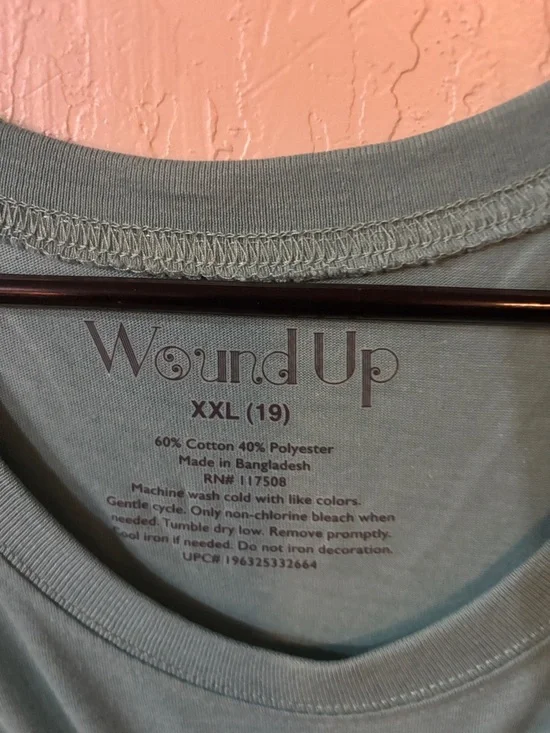 Wound Up
XXL (19)
60% Cotton 40% Polyester
Made in Bangladesh
RN# 117508
Machine wash cold with like colors.
Gentle cycle. Only non-chlorine bleach when
needed. Tumble dry low. Remove promptly.
Cool iron if needed. Do not iron decoration.
UPC# 196325332664